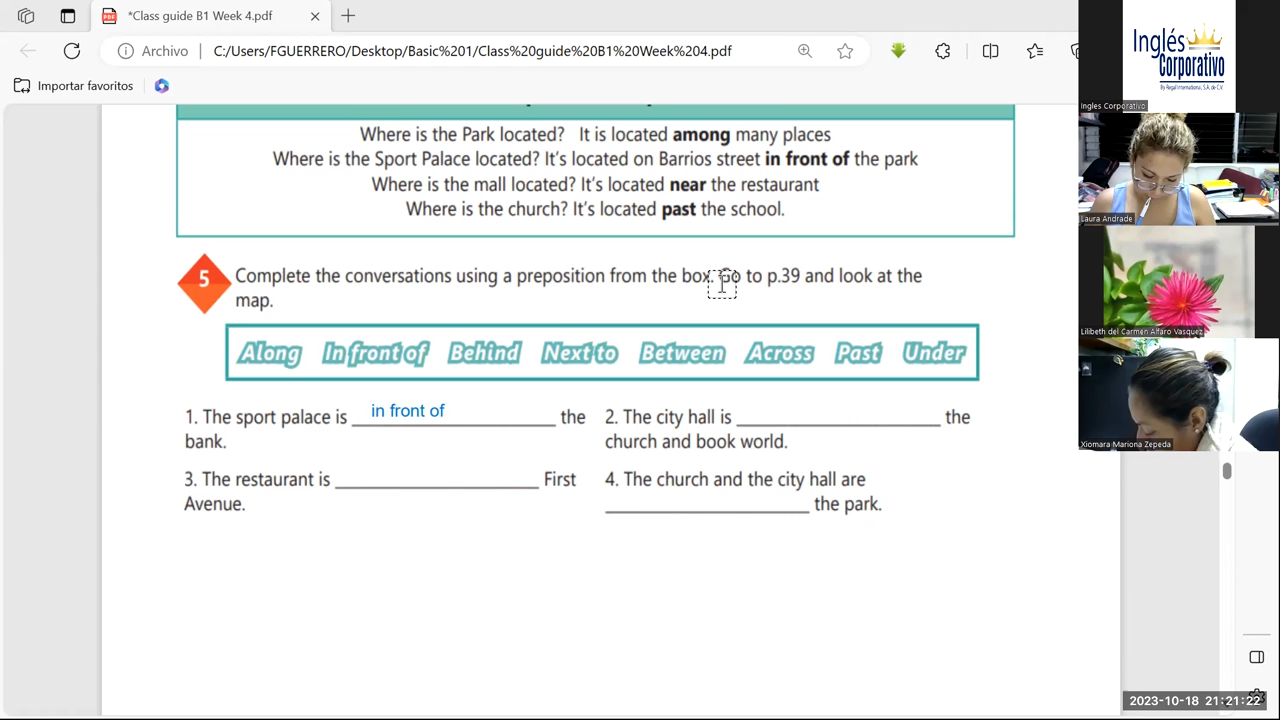 *Class guide B1 Week 4.pdf
Archivo
C:/Users/FGUERRERO/Desktop/Basic%201/Class%20guide%20B1%20Week%204.pdf
Importar favoritos
Where is the Park located? It is located among many places
Where is the Sport Palace located? It's located on Barrios street in front of the park
Where is the mall located? It's located near the restaurant
Where is the church? It's located past the school.
5
Complete the conversations using a preposition from the box. Go to p.39 and look at the
map.
Along In front of Behind Next to Between Across Past Under
1. The sport palace is in front of the
bank.
2. The city hall is ____________________ the
church and book world.
3. The restaurant is ____________________ First
Avenue.
4. The church and the city hall are
____________________ the park.
Inglés
Corporativo
By Regal International, S.A. de C.V.
Ingles Corporativo
Laura Andrade
Lilibeth del Carmen Alfaro Vasquez
Xiomara Mariona Zepeda
2023-10-18 21:21:22